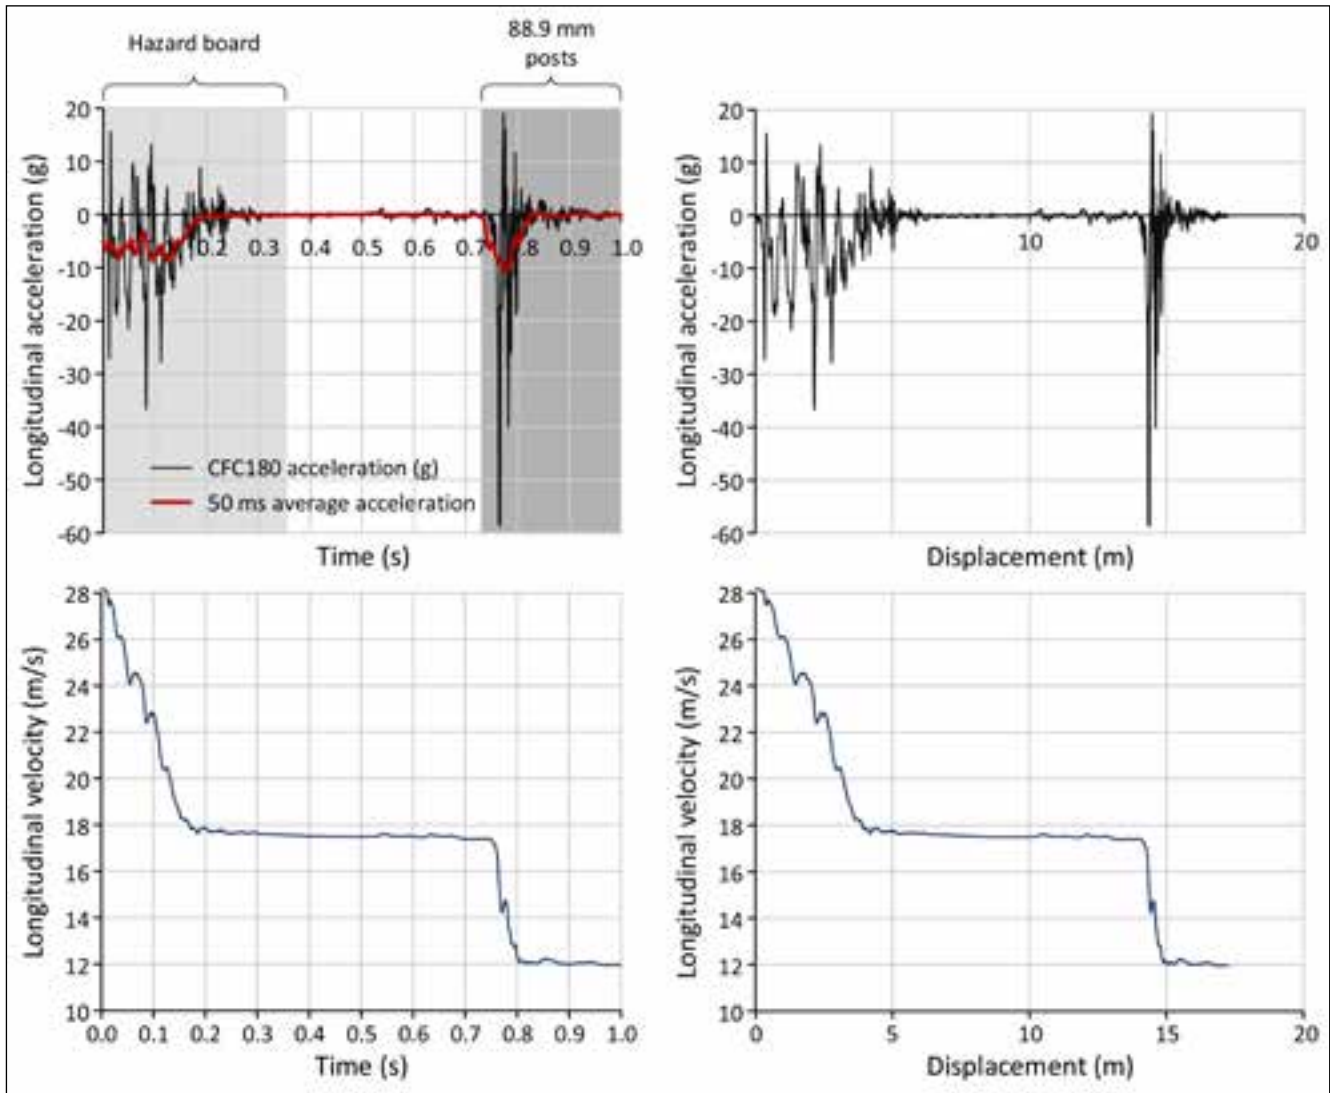 Hazard board
88.9 mm
posts
Longitudinal acceleration (g)
20
10
0
-10
-20
-30
-40
-50
-60
0.2 0.3 0.4 0.5 0.6 0.7 0.8 0.9 1.0
CFC180 acceleration (g)
50 ms average acceleration
Time (s)
Longitudinal acceleration (g)
20
10
0
-10
-20
-30
-40
-50
-60
10 20
Displacement (m)
Longitudinal velocity (m/s)
28
26
24
22
20
18
16
14
12
10
0.0 0.1 0.2 0.3 0.4 0.5 0.6 0.7 0.8 0.9 1.0
Time (s)
Longitudinal velocity (m/s)
28
26
24
22
20
18
16
14
12
10
0 5 10 15 20
Displacement (m)